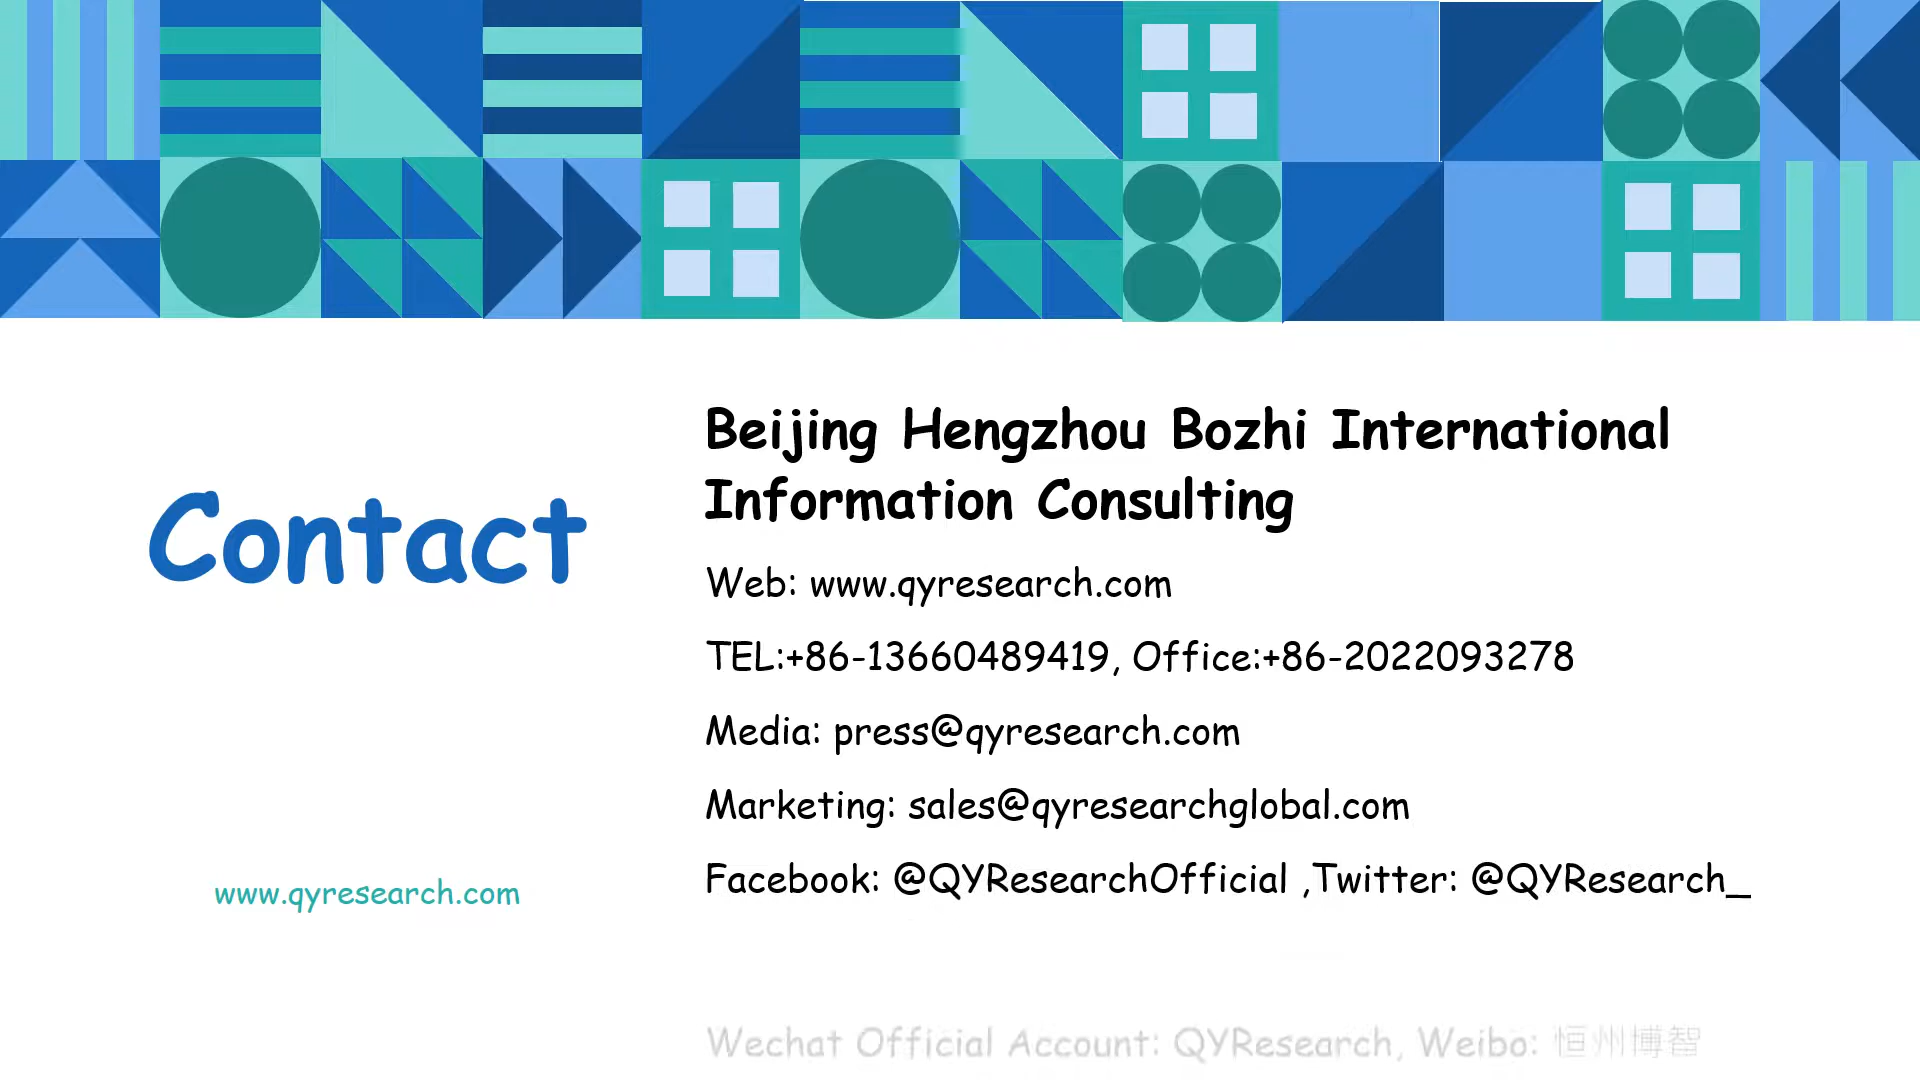 Contact
www.qyresearch.com
Beijing Hengzhou Bozhi International
Information Consulting
Web: www.qyresearch.com
TEL:+86-13660489419, Office:+86-2022093278
Media: press@qyresearch.com
Marketing: sales@qyresearchglobal.com
Facebook: @QYResearchOfficial ,Twitter: @QYResearch_
Wechat Official Account: QYResearch, Weibo: 恒州博智